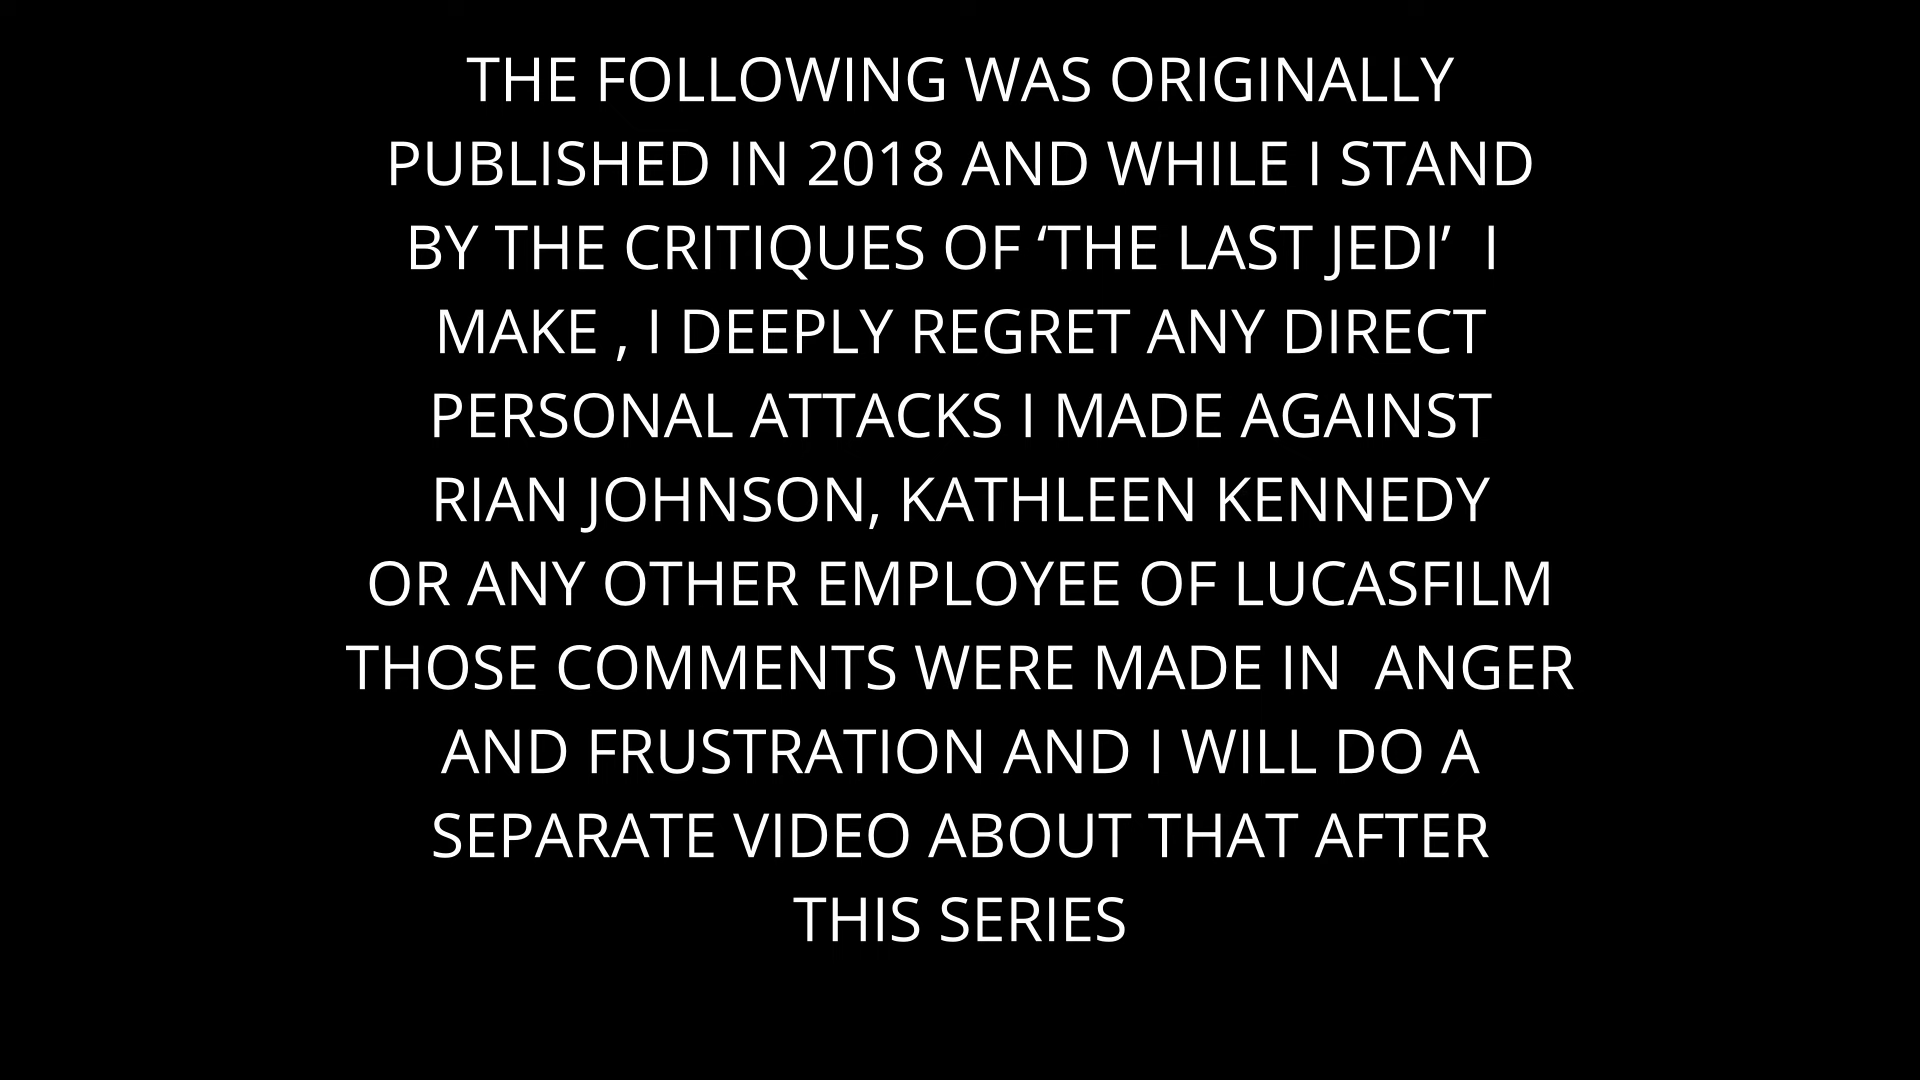 THE FOLLOWING WAS ORIGINALLY
PUBLISHED IN 2018 AND WHILE I STAND
BY THE CRITIQUES OF ‘THE LAST JEDI’  I
MAKE , I DEEPLY REGRET ANY DIRECT
PERSONAL ATTACKS I MADE AGAINST
RIAN JOHNSON, KATHLEEN KENNEDY
OR ANY OTHER EMPLOYEE OF LUCASFILM
THOSE COMMENTS WERE MADE IN  ANGER
AND FRUSTRATION AND I WILL DO A
SEPARATE VIDEO ABOUT THAT AFTER
THIS SERIES